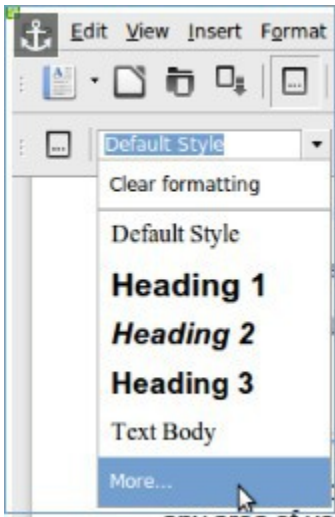 Edit View Insert Format
Default Style
Clear formatting
Default Style
Heading 1
Heading 2
Heading 3
Text Body
More...